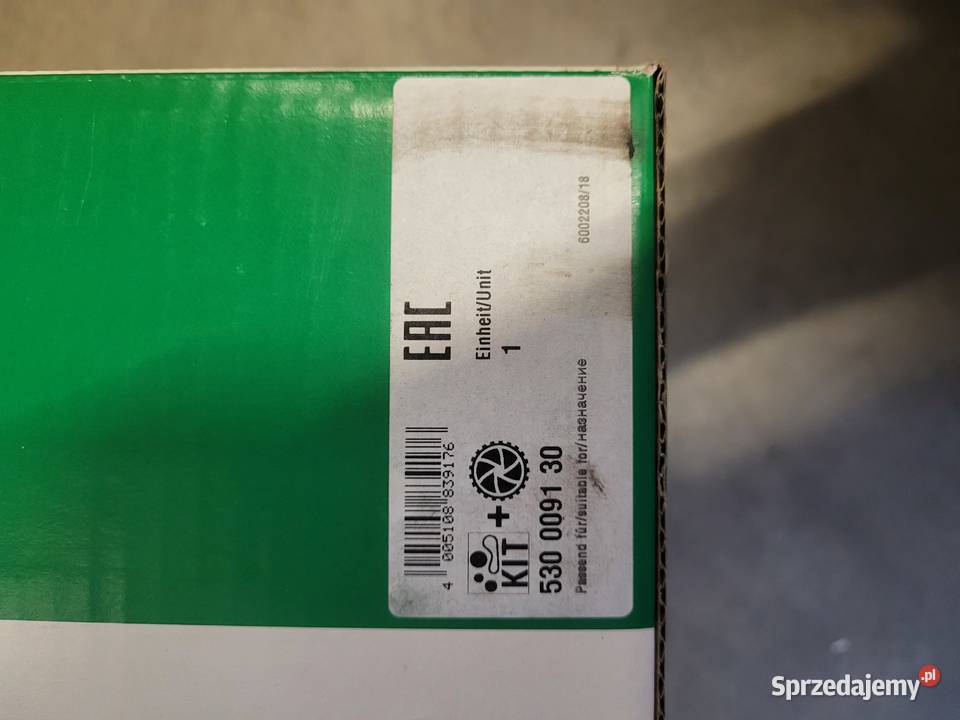 EAC
4 005108 839176
Einheit/Unit
1
KIT +
530 0091 30
Passend für/suitable for/назначение
6002208/18
Sprzedajemy.pl